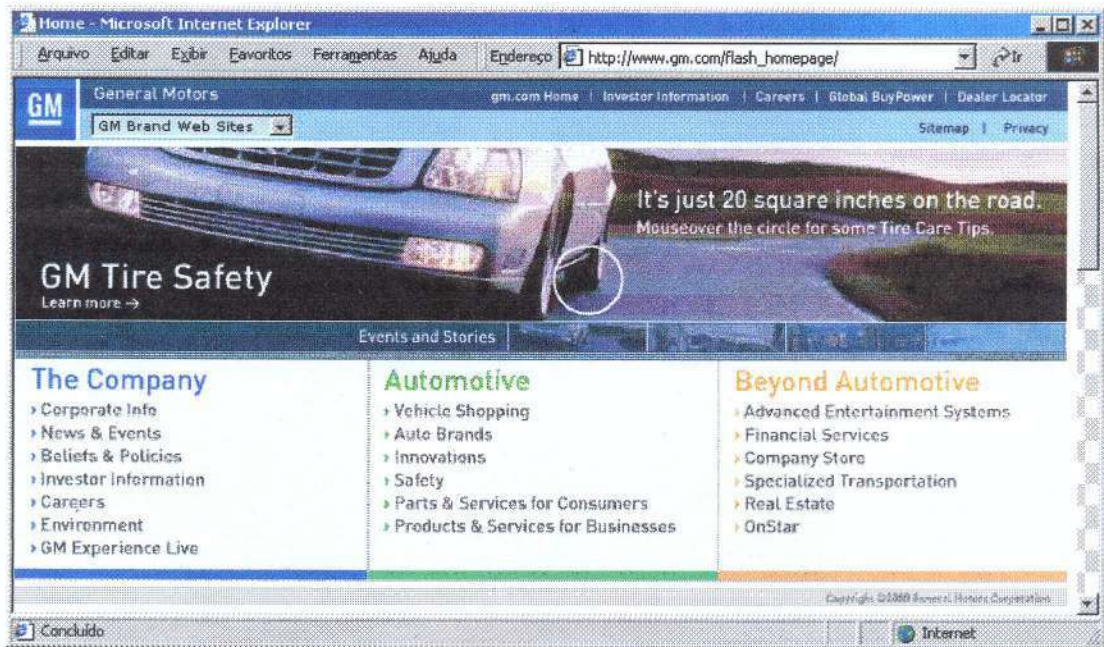 Home - Microsoft Internet Explorer
Arquivo Editar Exibir Favoritos Ferramentas Ajuda Endereço http://www.gm.com/flash_homepage/ Ir
GM General Motors gm.com Home | Investor Information | Careers | Global BuyPower | Dealer Locator
GM Brand Web Sites Sitemap | Privacy
It's just 20 square inches on the road.
Mouseover the circle for some Tire Care Tips.
GM Tire Safety
Learn more →
Events and Stories
The Company
› Corporate Info
› News & Events
› Beliefs & Policies
› Investor Information
› Careers
› Environment
› GM Experience Live
Automotive
› Vehicle Shopping
› Auto Brands
› Innovations
› Safety
› Parts & Services for Consumers
› Products & Services for Businesses
Beyond Automotive
› Advanced Entertainment Systems
› Financial Services
› Company Store
› Specialized Transportation
› Real Estate
› OnStar
Copyright General Motors Corporation
Concluído Internet